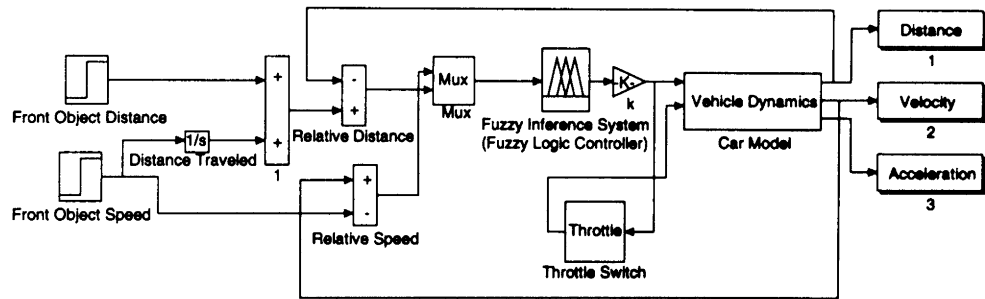 Front Object Distance
Front Object Speed
1/s
Distance Traveled
+
+
1
-
+
Relative Distance
+
-
Relative Speed
Mux
Mux
Fuzzy Inference System
(Fuzzy Logic Controller)
-K-
k
Throttle
Throttle Switch
Vehicle Dynamics
Car Model
Distance
1
Velocity
2
Acceleration
3